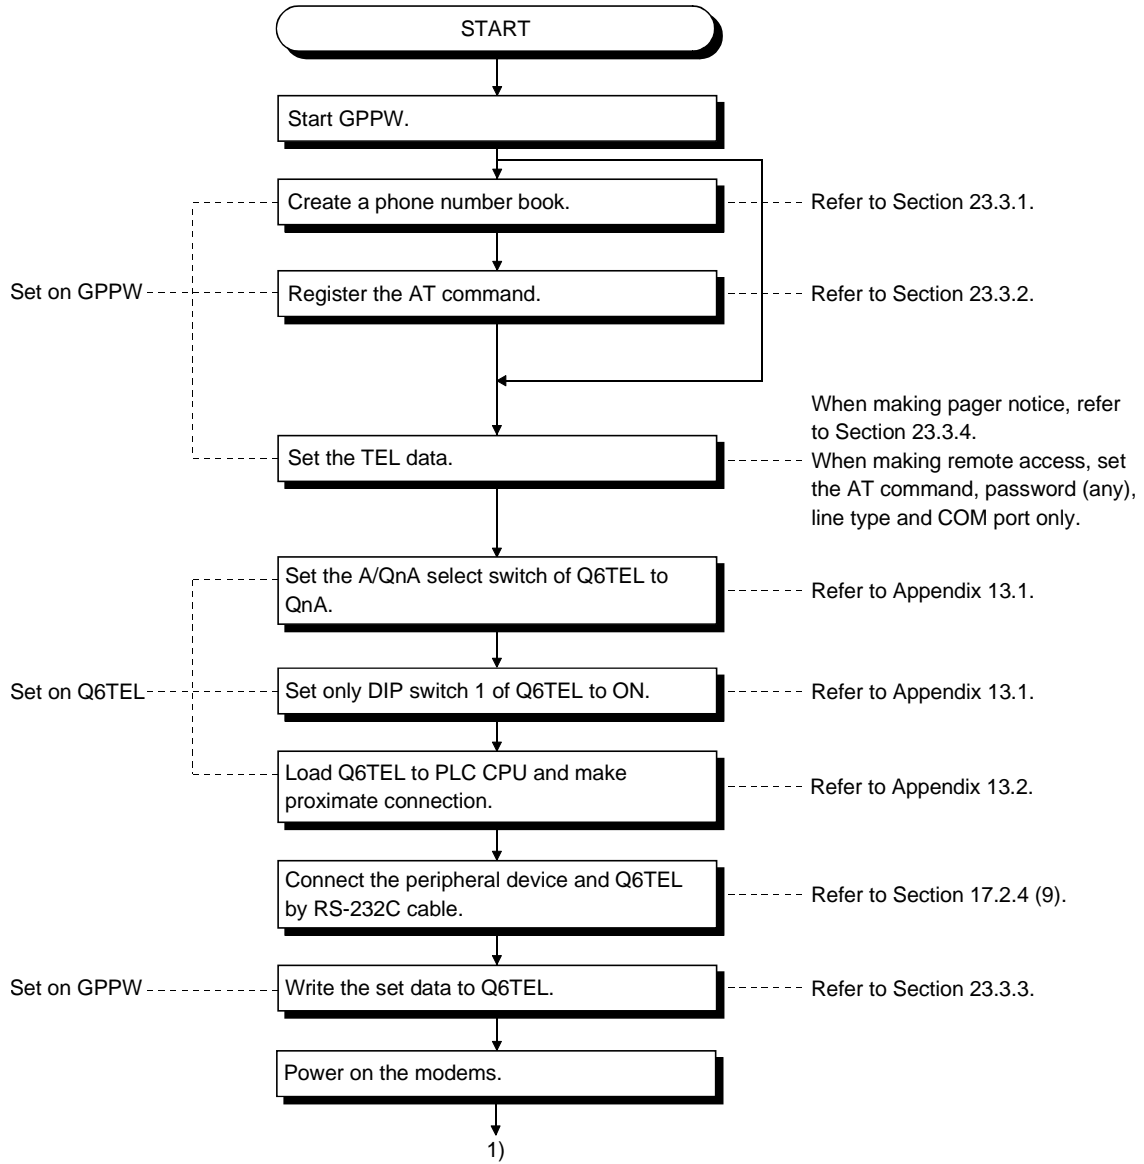 START
Start GPPW.
Create a phone number book.
Refer to Section 23.3.1.
Set on GPPW
Register the AT command.
Refer to Section 23.3.2.
Set the TEL data.
When making pager notice, refer
to Section 23.3.4.
When making remote access, set
the AT command, password (any),
line type and COM port only.
Set the A/QnA select switch of Q6TEL to
QnA.
Refer to Appendix 13.1.
Set on Q6TEL
Set only DIP switch 1 of Q6TEL to ON.
Refer to Appendix 13.1.
Load Q6TEL to PLC CPU and make
proximate connection.
Refer to Appendix 13.2.
Connect the peripheral device and Q6TEL
by RS-232C cable.
Refer to Section 17.2.4 (9).
Set on GPPW
Write the set data to Q6TEL.
Refer to Section 23.3.3.
Power on the modems.
1)